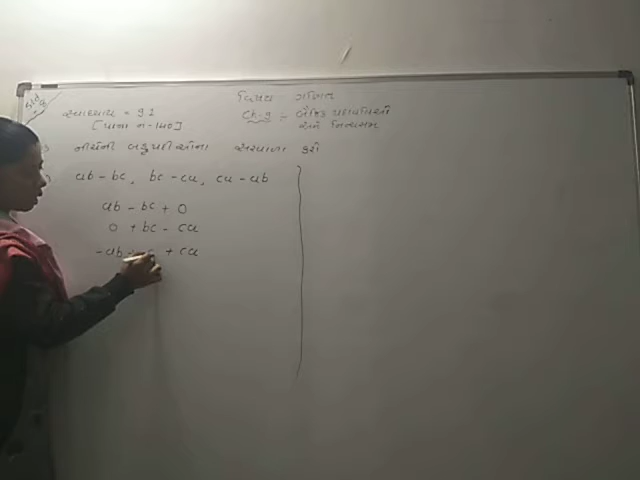 વિષય ગણિત
સ્વાધ્યાય = 9.1
Ch-9 = બૈજિક પદાવલિઓ
[પાના નં-140]
અને નિત્યસમ
નીચેની બહુપદીઓના સરવાળા કરો
ab - bc, bc - ca, ca - ab
ab - bc + 0
0 + bc - ca
-ab + ca